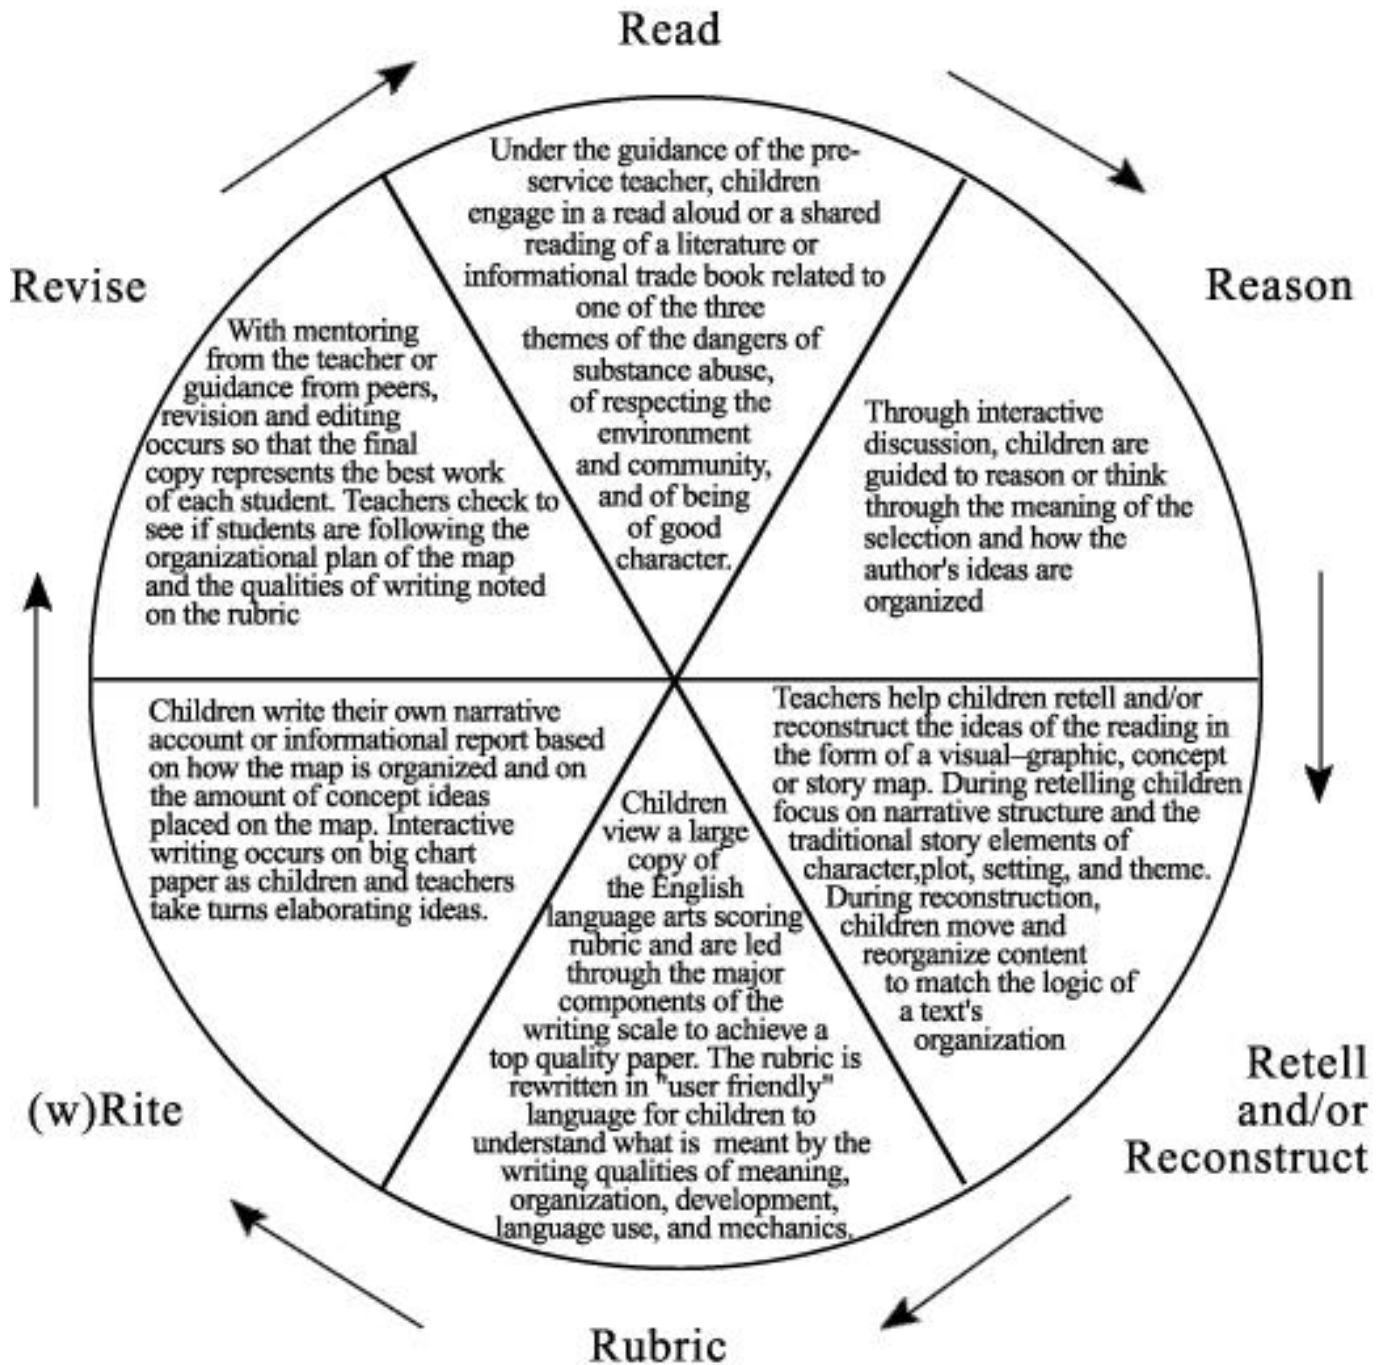 Read
Under the guidance of the pre-
service teacher, children
engage in a read aloud or a shared
reading of a literature or
informational trade book related to
one of the three
themes of the dangers of
substance abuse,
of respecting the
environment
and community,
and of being
of good
character.
Reason
Through interactive
discussion, children are
guided to reason or think
through the meaning of the
selection and how the
author's ideas are
organized
Retell
and/or
Reconstruct
Teachers help children retell and/or
reconstruct the ideas of the reading in
the form of a visual–graphic, concept
or story map. During retelling children
focus on narrative structure and the
traditional story elements of
character,plot, setting, and theme.
During reconstruction,
children move and
reorganize content
to match the logic of
a text's
organization
Rubric
Children
view a large
copy of
the English
language arts scoring
rubric and are led
through the major
components of the
writing scale to achieve a
top quality paper. The rubric is
rewritten in "user friendly"
language for children to
understand what is meant by the
writing qualities of meaning,
organization, development,
language use, and mechanics.
(w)Rite
Children write their own narrative
account or informational report based
on how the map is organized and on
the amount of concept ideas
placed on the map. Interactive
writing occurs on big chart
paper as children and teachers
take turns elaborating ideas.
Revise
With mentoring
from the teacher or
guidance from peers,
revision and editing
occurs so that the final
copy represents the best work
of each student. Teachers check to
see if students are following the
organizational plan of the map
and the qualities of writing noted
on the rubric